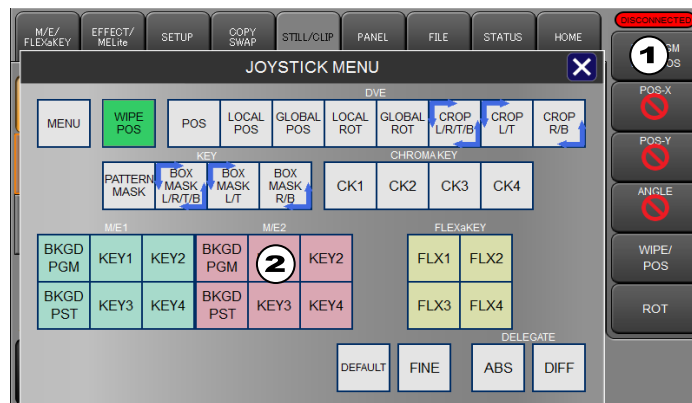 M/E/
FLEXaKEY
EFFECT/
MELite
SETUP
COPY
SWAP
STILL/CLIP
PANEL
FILE
STATUS
HOME
DISCONNECTED
JOYSTICK MENU
X
1
POS-X
POS-Y
ANGLE
WIPE/
POS
ROT
DVE
MENU
WIPE
POS
POS
LOCAL
POS
GLOBAL
POS
LOCAL
ROT
GLOBAL
ROT
CROP
L/R/T/B
CROP
L/T
CROP
R/B
KEY
CHROMAKEY
PATTERN
MASK
BOX
MASK
L/R/T/B
BOX
MASK
L/T
BOX
MASK
R/B
CK1
CK2
CK3
CK4
M/E1
M/E2
FLEXaKEY
BKGD
PGM
KEY1
KEY2
BKGD
PGM
2
KEY2
FLX1
FLX2
BKGD
PST
KEY3
KEY4
BKGD
PST
KEY3
KEY4
FLX3
FLX4
DELEGATE
DEFAULT
FINE
ABS
DIFF